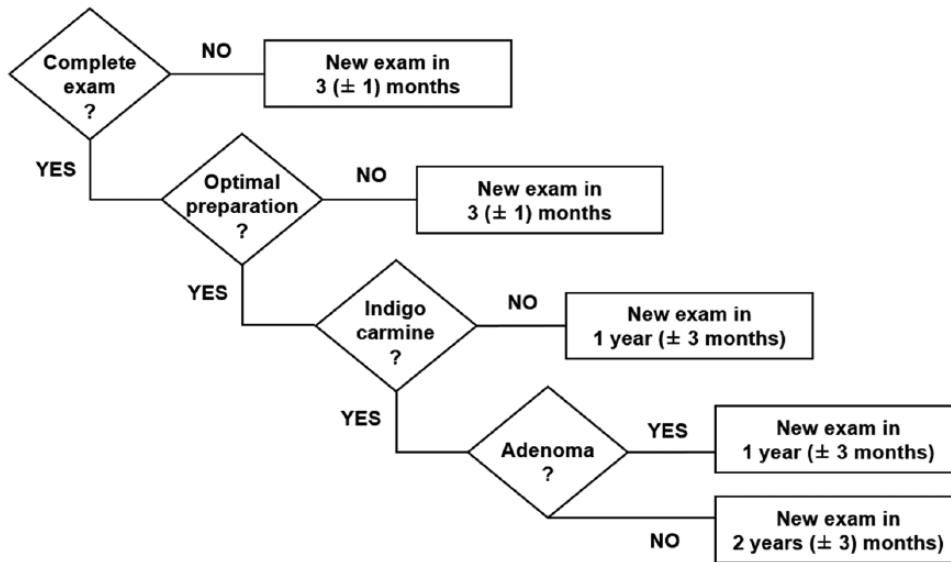 Complete
exam
?
NO
New exam in
3 (± 1) months
YES
Optimal
preparation
?
NO
New exam in
3 (± 1) months
YES
Indigo
carmine
?
NO
New exam in
1 year (± 3 months)
YES
Adenoma
?
YES
New exam in
1 year (± 3 months)
NO
New exam in
2 years (± 3) months)